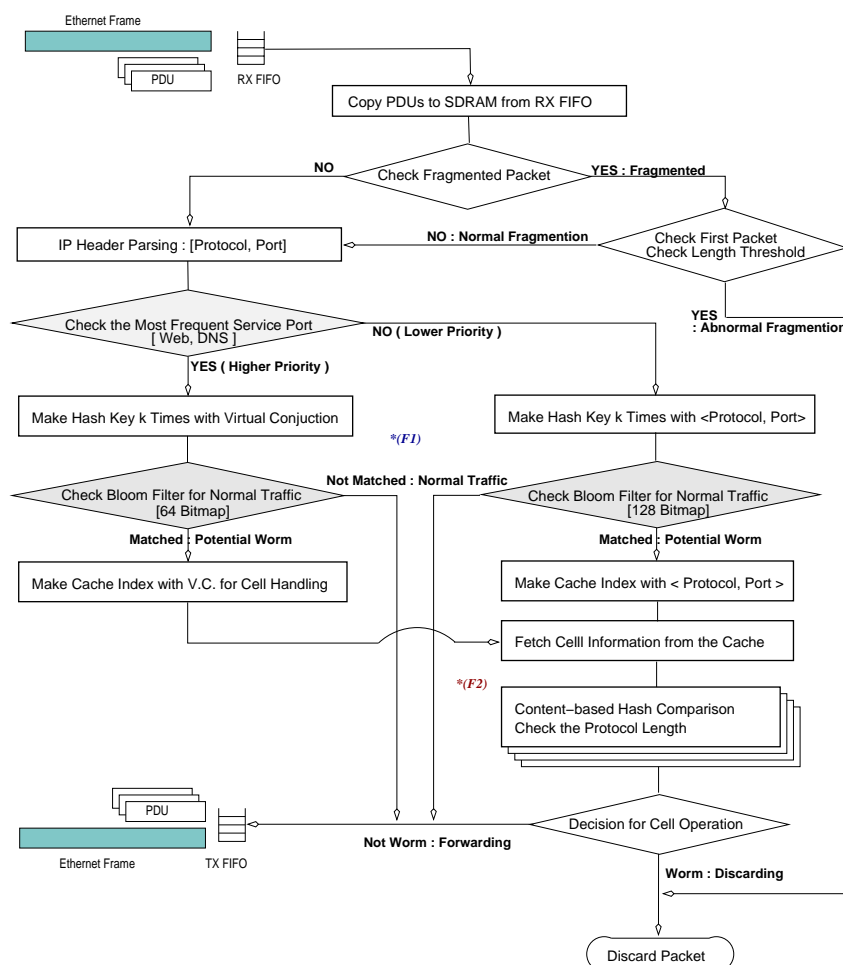 Ethernet Frame
PDU
RX FIFO
Copy PDUs to SDRAM from RX FIFO
NO
Check Fragmented Packet
YES : Fragmented
IP Header Parsing : [Protocol, Port]
NO : Normal Fragmention
Check First Packet
Check Length Threshold
YES
: Abnormal Fragmention
Check the Most Frequent Service Port
[ Web, DNS ]
NO ( Lower Priority )
YES ( Higher Priority )
Make Hash Key k Times with Virtual Conjuction
Make Hash Key k Times with <Protocol, Port>
*(F1)
Not Matched : Normal Traffic
Check Bloom Filter for Normal Traffic
[64 Bitmap]
Check Bloom Filter for Normal Traffic
[128 Bitmap]
Matched : Potential Worm
Matched : Potential Worm
Make Cache Index with V.C. for Cell Handling
Make Cache Index with < Protocol, Port >
Fetch Celll Information from the Cache
*(F2)
Content–based Hash Comparison
Check the Protocol Length
PDU
Ethernet Frame
TX FIFO
Not Worm : Forwarding
Decision for Cell Operation
Worm : Discarding
Discard Packet